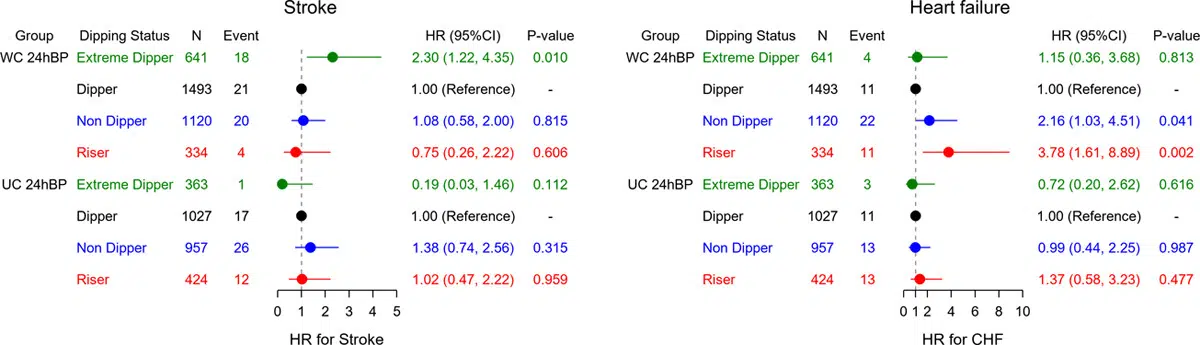 Stroke
Group Dipping Status N Event HR (95%CI) P-value
WC 24hBP Extreme Dipper 641 18 2.30 (1.22, 4.35) 0.010
Dipper 1493 21 1.00 (Reference) -
Non Dipper 1120 20 1.08 (0.58, 2.00) 0.815
Riser 334 4 0.75 (0.26, 2.22) 0.606
UC 24hBP Extreme Dipper 363 1 0.19 (0.03, 1.46) 0.112
Dipper 1027 17 1.00 (Reference) -
Non Dipper 957 26 1.38 (0.74, 2.56) 0.315
Riser 424 12 1.02 (0.47, 2.22) 0.959
0 1 2 3 4 5
HR for Stroke
Heart failure
Group Dipping Status N Event HR (95%CI) P-value
WC 24hBP Extreme Dipper 641 4 1.15 (0.36, 3.68) 0.813
Dipper 1493 11 1.00 (Reference) -
Non Dipper 1120 22 2.16 (1.03, 4.51) 0.041
Riser 334 11 3.78 (1.61, 8.89) 0.002
UC 24hBP Extreme Dipper 363 3 0.72 (0.20, 2.62) 0.616
Dipper 1027 11 1.00 (Reference) -
Non Dipper 957 13 0.99 (0.44, 2.25) 0.987
Riser 424 13 1.37 (0.58, 3.23) 0.477
0 1 2 4 6 8 10
HR for CHF